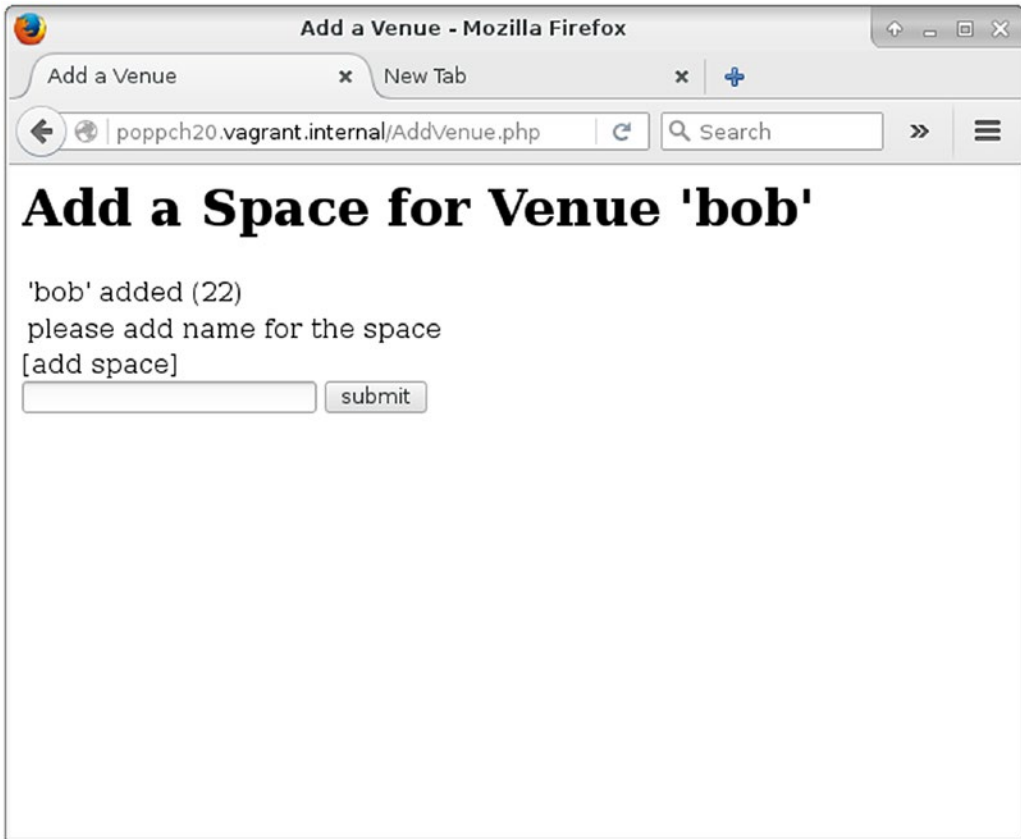 Add a Venue - Mozilla Firefox
Add a Venue
New Tab
poppch20.vagrant.internal/AddVenue.php
Search
Add a Space for Venue 'bob'
'bob' added (22)
please add name for the space
[add space]
submit